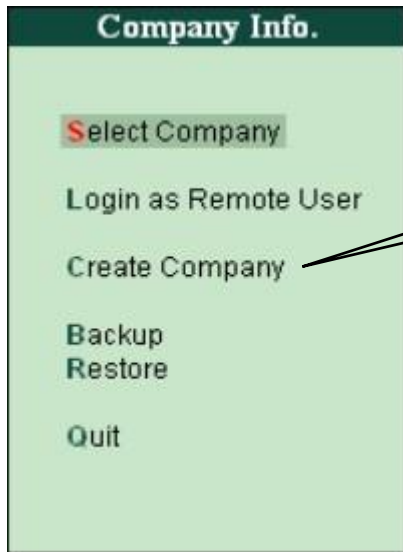 Company Info.
Select Company
Login as Remote User
Create Company
Backup
Restore
Quit